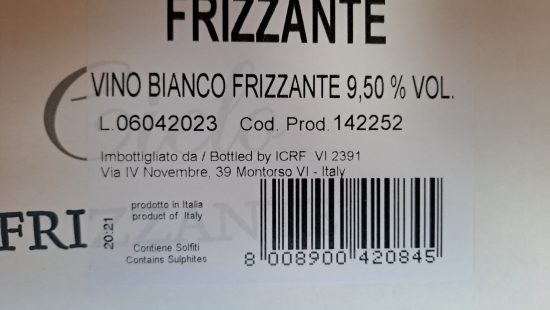 FRIZZANTE
VINO BIANCO FRIZZANTE 9,50 % VOL.
L.06042023 Cod. Prod. 142252
Imbottigliato da / Bottled by ICRF VI 2391
Via IV Novembre, 39 Montorso VI - Italy
prodotto in Italia
product of Italy
20:21
Contiene Solfiti
Contains Sulphites
8 008900 420845
FRIZZANTE